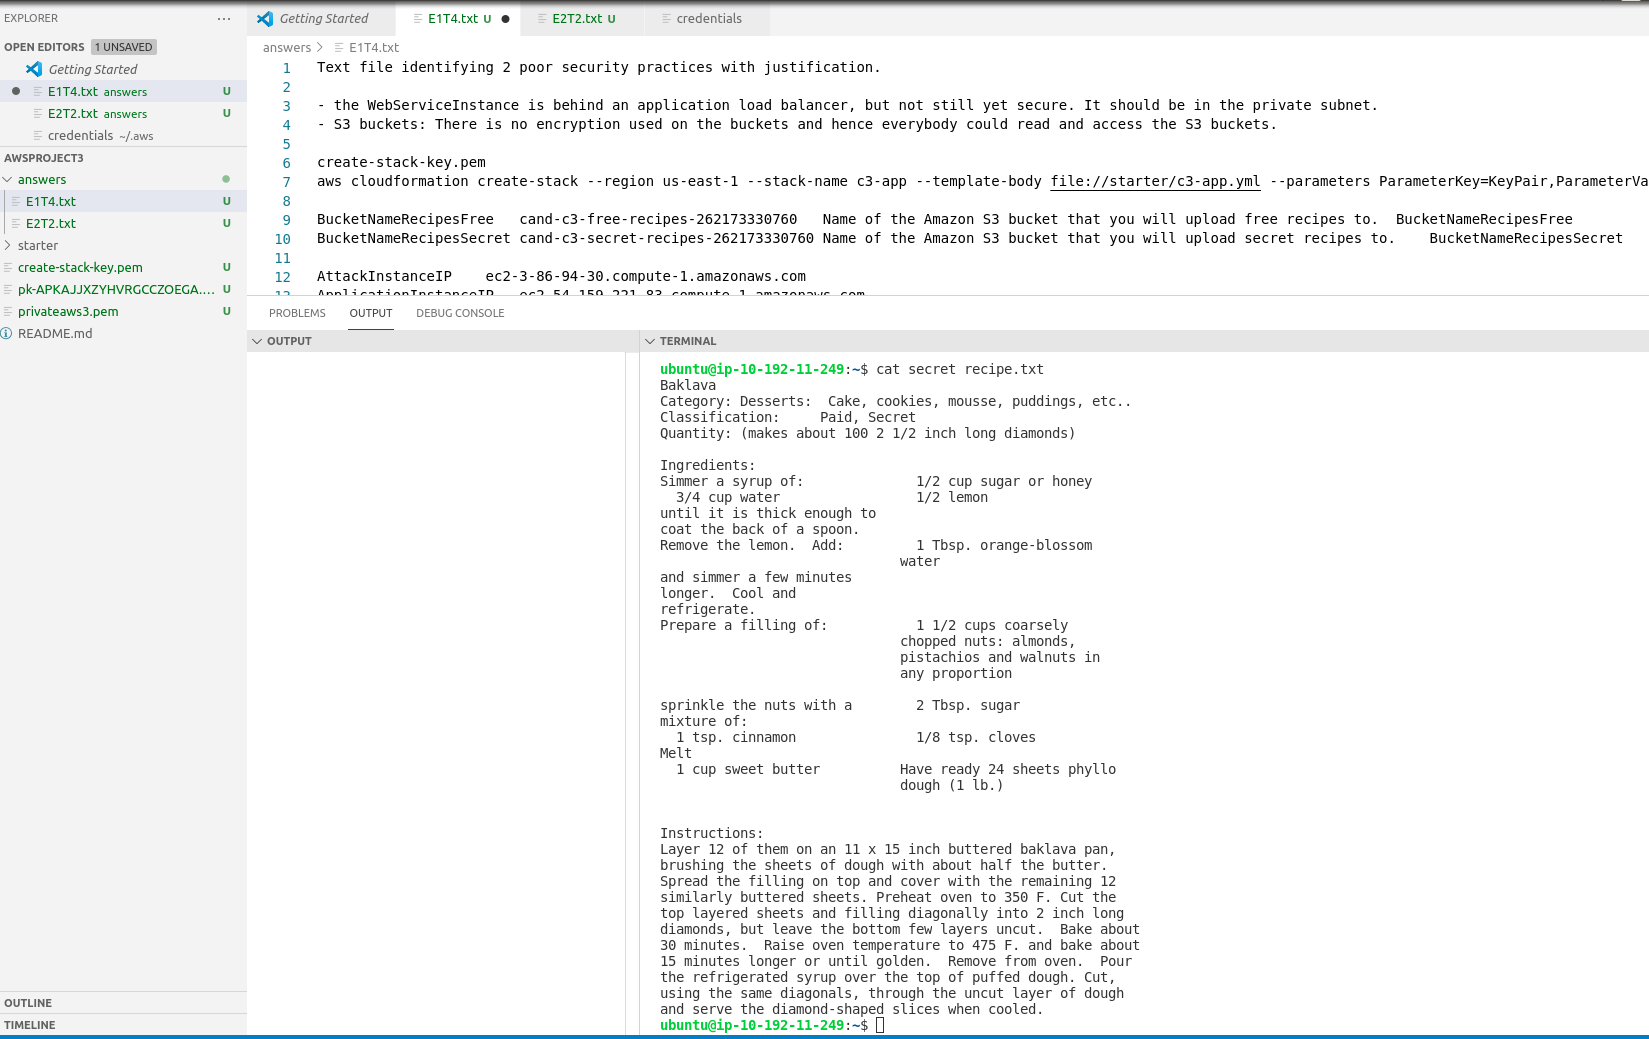 EXPLORER ...
OPEN EDITORS 1 UNSAVED
Getting Started
E1T4.txt answers U
E2T2.txt answers U
credentials ~/.aws
AWSPROJECT3
answers
E1T4.txt U
E2T2.txt U
starter
create-stack-key.pem U
pk-APKAJJXZYHVRGCCZOEGA.... U
privateaws3.pem U
README.md
OUTLINE
TIMELINE
Getting Started E1T4.txt U E2T2.txt U credentials
answers > E1T4.txt
1 Text file identifying 2 poor security practices with justification.
2
3 - the WebServiceInstance is behind an application load balancer, but not still yet secure. It should be in the private subnet.
4 - S3 buckets: There is no encryption used on the buckets and hence everybody could read and access the S3 buckets.
5
6 create-stack-key.pem
7 aws cloudformation create-stack --region us-east-1 --stack-name c3-app --template-body file://starter/c3-app.yml --parameters ParameterKey=KeyPair,ParameterVa
8
9 BucketNameRecipesFree cand-c3-free-recipes-262173330760 Name of the Amazon S3 bucket that you will upload free recipes to. BucketNameRecipesFree
10 BucketNameRecipesSecret cand-c3-secret-recipes-262173330760 Name of the Amazon S3 bucket that you will upload secret recipes to. BucketNameRecipesSecret
11
12 AttackInstanceIP ec2-3-86-94-30.compute-1.amazonaws.com
13 ApplicationInstanceIP ec2-54-159-221-83.compute-1.amazonaws.com
PROBLEMS OUTPUT DEBUG CONSOLE
OUTPUT
TERMINAL
ubuntu@ip-10-192-11-249:~$ cat secret recipe.txt
Baklava
Category: Desserts: Cake, cookies, mousse, puddings, etc..
Classification: Paid, Secret
Quantity: (makes about 100 2 1/2 inch long diamonds)
Ingredients:
Simmer a syrup of: 1/2 cup sugar or honey
3/4 cup water 1/2 lemon
until it is thick enough to
coat the back of a spoon.
Remove the lemon. Add: 1 Tbsp. orange-blossom
water
and simmer a few minutes
longer. Cool and
refrigerate.
Prepare a filling of: 1 1/2 cups coarsely
chopped nuts: almonds,
pistachios and walnuts in
any proportion
sprinkle the nuts with a 2 Tbsp. sugar
mixture of:
1 tsp. cinnamon 1/8 tsp. cloves
Melt
1 cup sweet butter Have ready 24 sheets phyllo
dough (1 lb.)
Instructions:
Layer 12 of them on an 11 x 15 inch buttered baklava pan,
brushing the sheets of dough with about half the butter.
Spread the filling on top and cover with the remaining 12
similarly buttered sheets. Preheat oven to 350 F. Cut the
top layered sheets and filling diagonally into 2 inch long
diamonds, but leave the bottom few layers uncut. Bake about
30 minutes. Raise oven temperature to 475 F. and bake about
15 minutes longer or until golden. Remove from oven. Pour
the refrigerated syrup over the top of puffed dough. Cut,
using the same diagonals, through the uncut layer of dough
and serve the diamond-shaped slices when cooled.
ubuntu@ip-10-192-11-249:~$